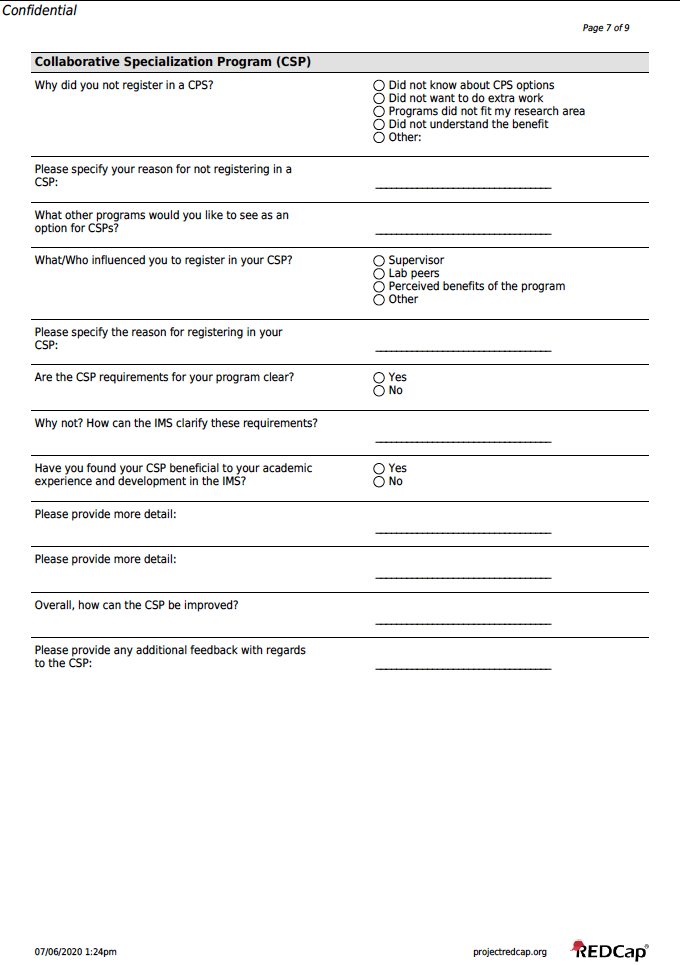 Confidential
Page 7 of 9
Collaborative Specialization Program (CSP)
Why did you not register in a CPS?
Did not know about CPS options
Did not want to do extra work
Programs did not fit my research area
Did not understand the benefit
Other:
Please specify your reason for not registering in a
CSP:
What other programs would you like to see as an
option for CSPs?
What/Who influenced you to register in your CSP?
Supervisor
Lab peers
Perceived benefits of the program
Other
Please specify the reason for registering in your
CSP:
Are the CSP requirements for your program clear?
Yes
No
Why not? How can the IMS clarify these requirements?
Have you found your CSP beneficial to your academic
experience and development in the IMS?
Yes
No
Please provide more detail:
Please provide more detail:
Overall, how can the CSP be improved?
Please provide any additional feedback with regards
to the CSP:
07/06/2020 1:24pm
projectredcap.org
REDCap®